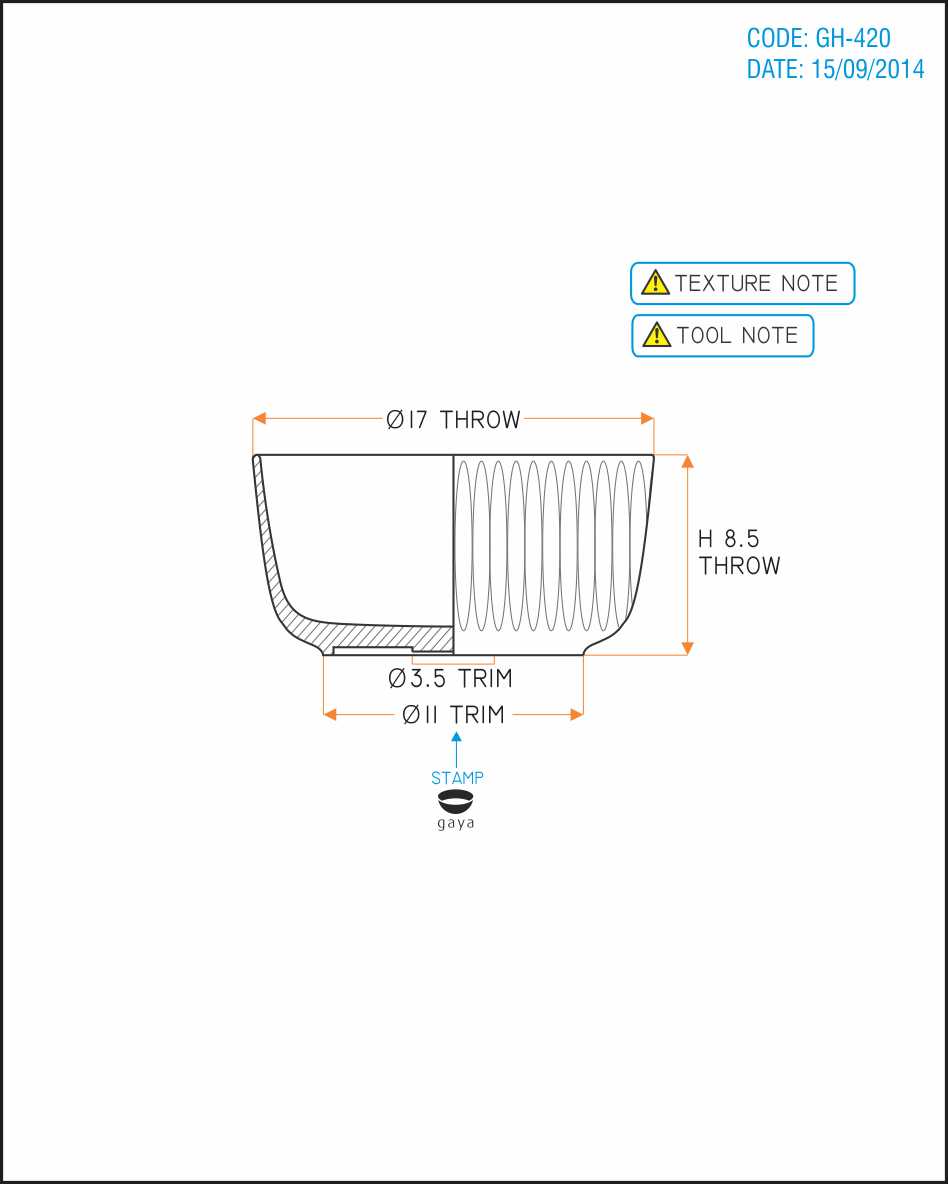 CODE: GH-420
DATE: 15/09/2014
TEXTURE NOTE
TOOL NOTE
Ø17 THROW
H 8.5
THROW
Ø3.5 TRIM
Ø11 TRIM
STAMP
gaya